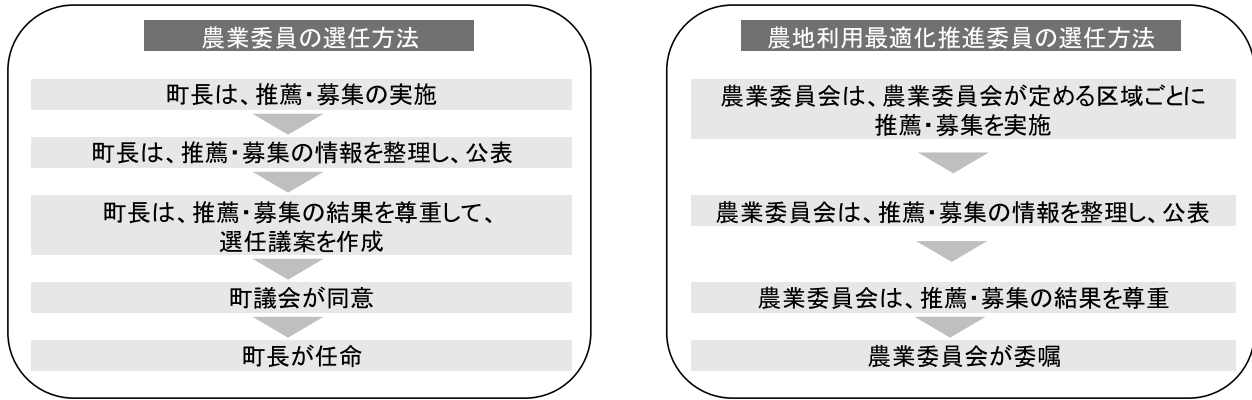 農業委員の選任方法
町長は、推薦・募集の実施
町長は、推薦・募集の情報を整理し、公表
町長は、推薦・募集の結果を尊重して、
選任議案を作成
町議会が同意
町長が任命
農地利用最適化推進委員の選任方法
農業委員会は、農業委員会が定める区域ごとに
推薦・募集を実施
農業委員会は、推薦・募集の情報を整理し、公表
農業委員会は、推薦・募集の結果を尊重
農業委員会が委嘱